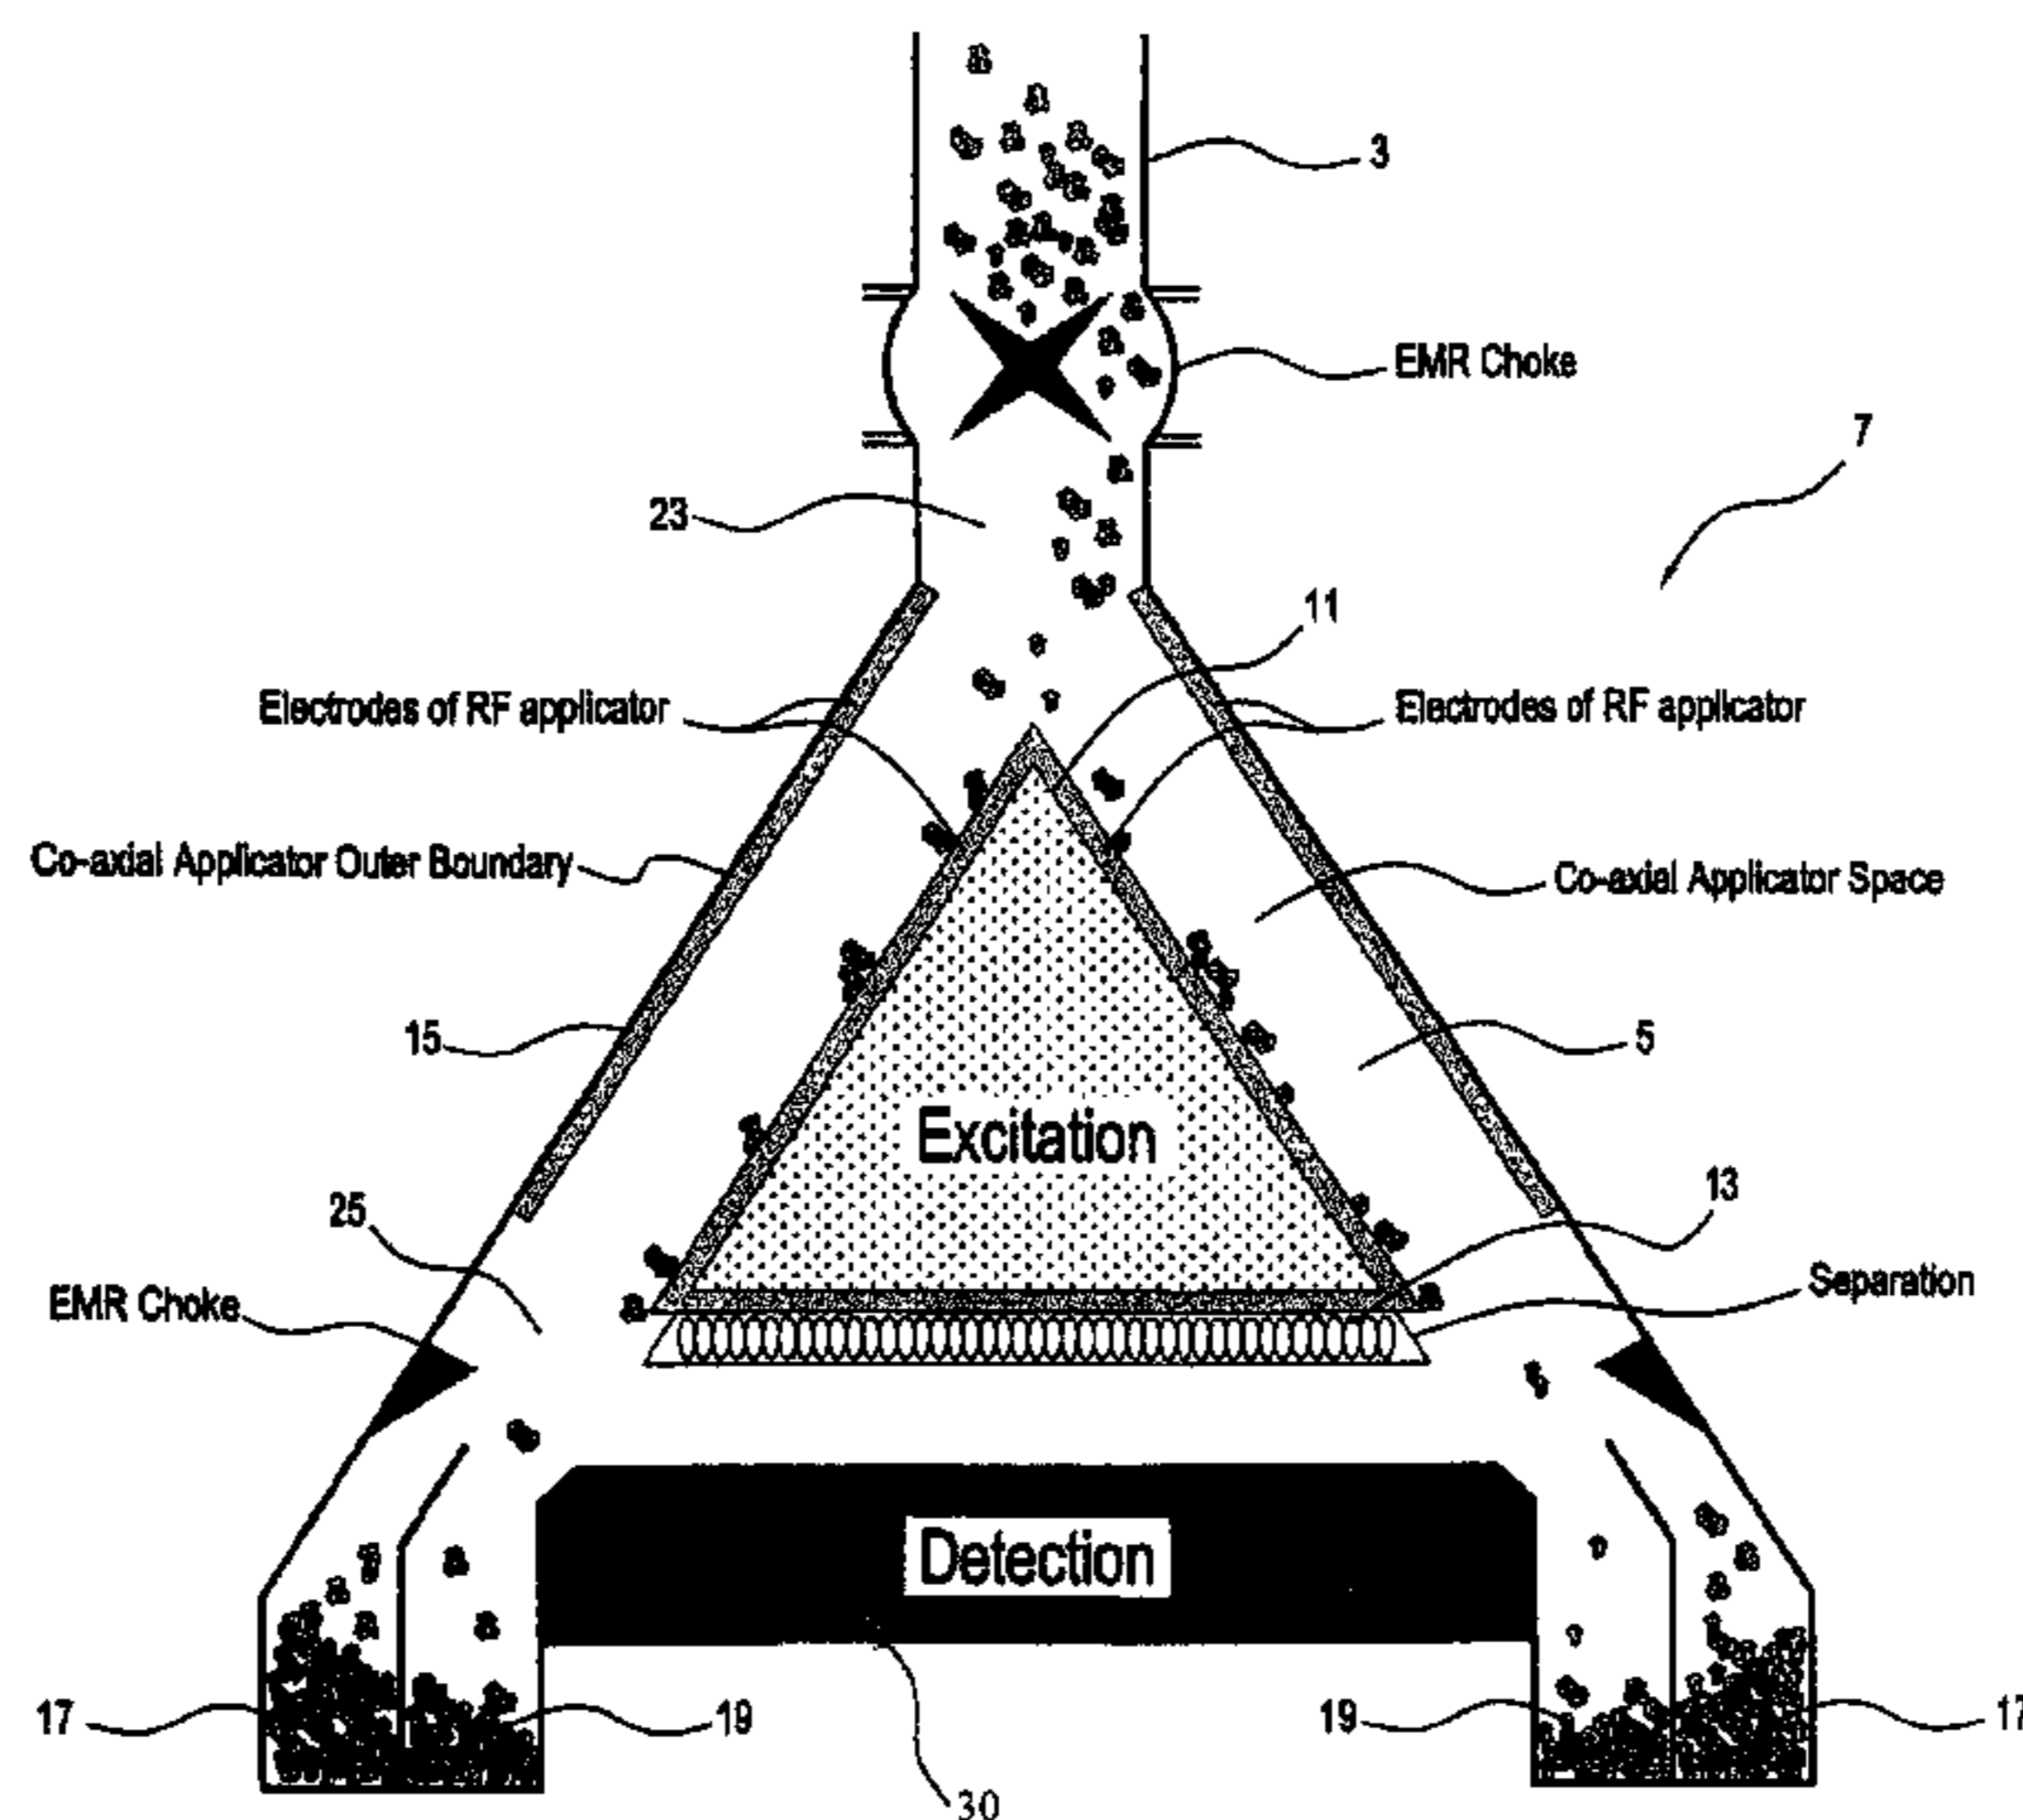 3
EMR Choke
7
23
11
Electrodes of RF applicator
Electrodes of RF applicator
Co-axial Applicator Outer Boundary
Co-axial Applicator Space
15
5
Excitation
13
25
Separation
EMR Choke
Detection
17
19
19
17
30